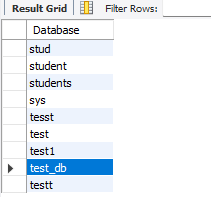 Result Grid Filter Rows:
Database
stud
student
students
sys
tesst
test
test1
test_db
testt